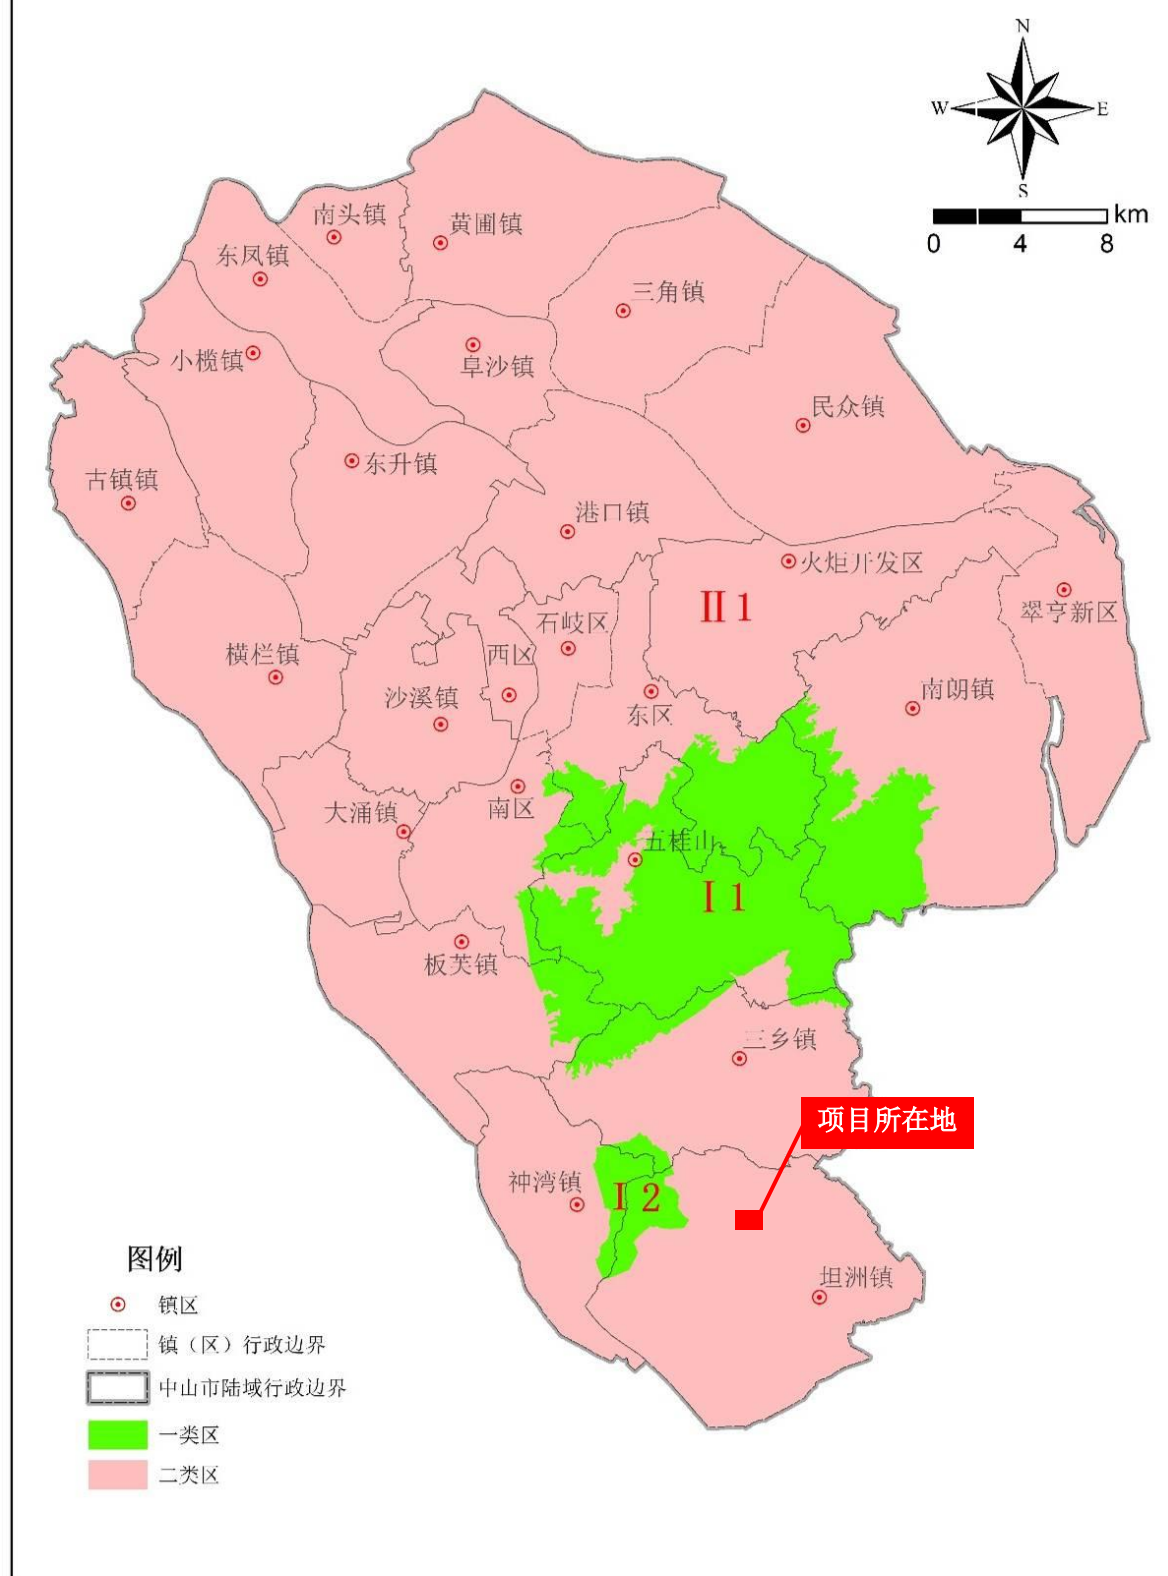 N
W
E
S
km
0
4
8
南头镇
黄圃镇
东凤镇
三角镇
小榄镇
阜沙镇
民众镇
东升镇
古镇镇
港口镇
火炬开发区
II 1
石岐区
翠亨新区
横栏镇
西区
沙溪镇
东区
南朗镇
南区
大涌镇
五桂山
I 1
板芙镇
三乡镇
项目所在地
神湾镇
I 2
坦洲镇
图例
镇区
镇（区）行政边界
中山市陆域行政边界
一类区
二类区